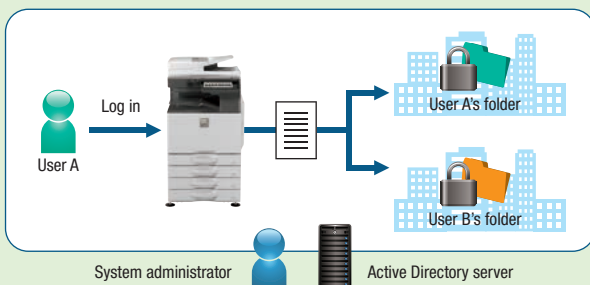 Log in
User A
User A's folder
User B's folder
System administrator
Active Directory server